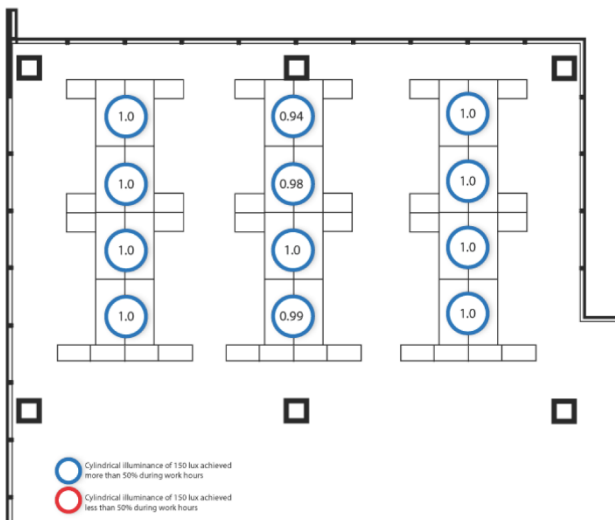 1.0 0.94 1.0
1.0 0.98 1.0
1.0 1.0 1.0
1.0 0.99 1.0
Cylindrical illuminance of 150 lux achieved
more than 50% during work hours
Cylindrical illuminance of 150 lux achieved
less than 50% during work hours